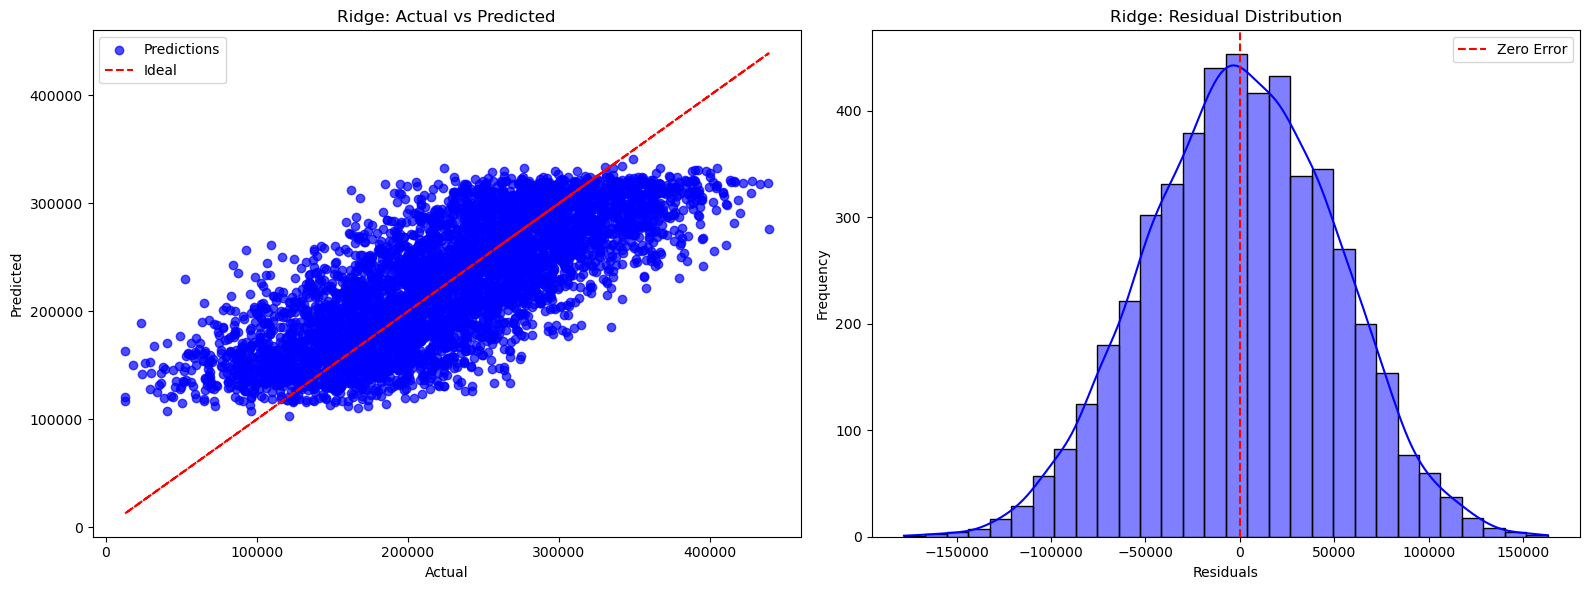 Ridge: Actual vs Predicted
Predictions
Ideal
400000
300000
200000
100000
0
Predicted
0 100000 200000 300000 400000
Actual
Ridge: Residual Distribution
Zero Error
400
300
200
100
0
Frequency
−150000 −100000 −50000 0 50000 100000 150000
Residuals